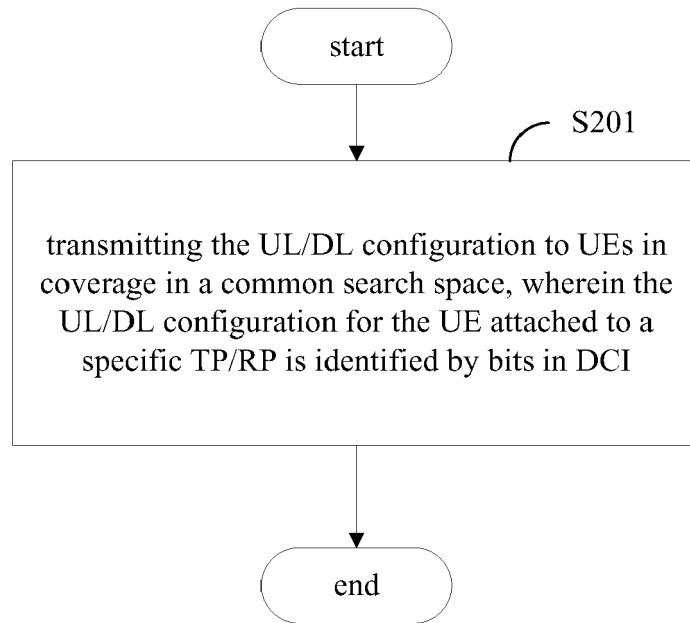 start
S201
transmitting the UL/DL configuration to UEs in
coverage in a common search space, wherein the
UL/DL configuration for the UE attached to a
specific TP/RP is identified by bits in DCI
end